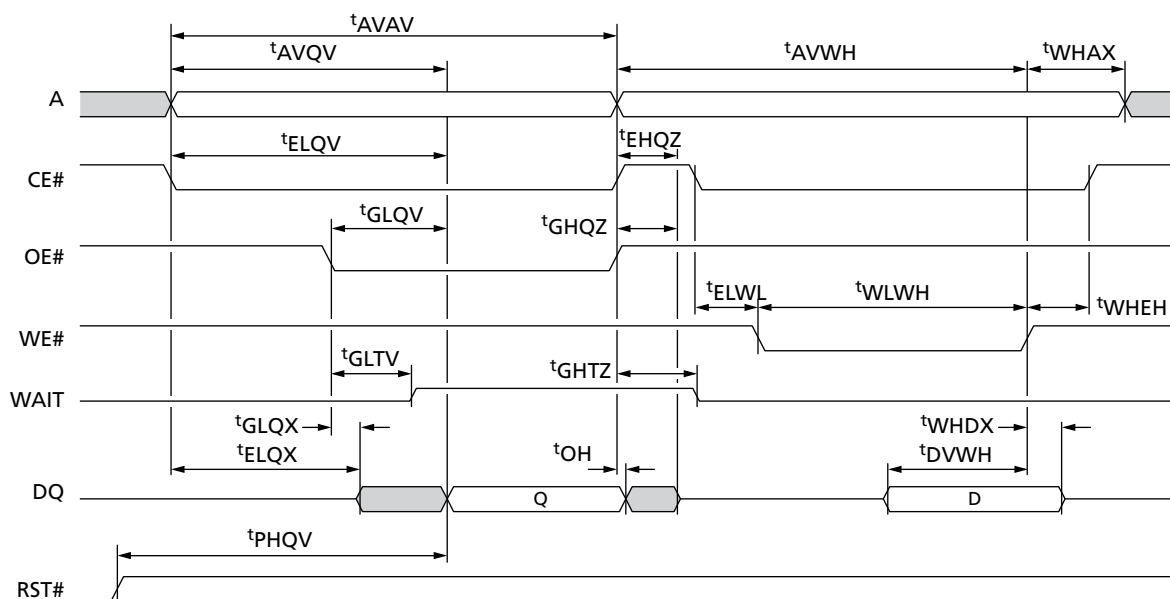 tAVAV
tAVQV tAVWH tWHAX
A
tELQV tEHQZ
CE#
tGLQV tGHQZ
OE#
tELWL tWLWH tWHEH
WE#
tGLTV tGHTZ
WAIT
tGLQX tWHDX
tELQX tOH tDVWH
DQ Q D
tPHQV
RST#